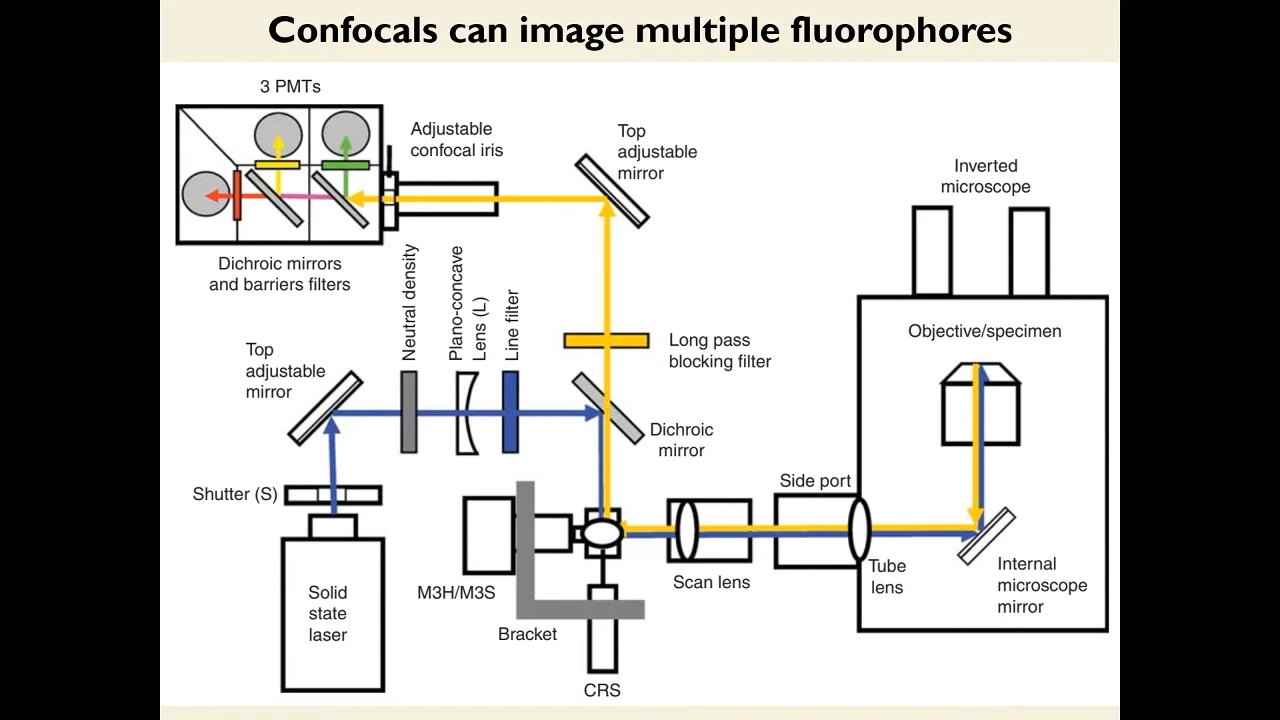 Confocals can image multiple fluorophores
3 PMTs
Adjustable
confocal iris
Top
adjustable
mirror
Inverted
microscope
Dichroic mirrors
and barriers filters
Neutral density
Plano-concave
Lens (L)
Line filter
Long pass
blocking filter
Objective/specimen
Top
adjustable
mirror
Dichroic
mirror
Shutter (S)
Side port
Solid
state
laser
M3H/M3S
Scan lens
Tube
lens
Internal
microscope
mirror
Bracket
CRS